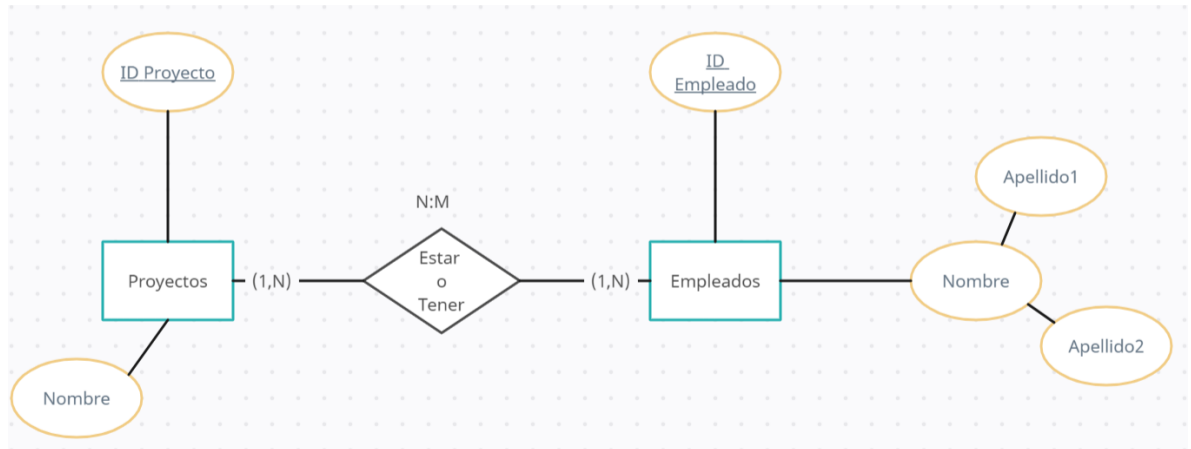 ID Proyecto
ID
Empleado
Apellido1
N:M
Estar
o
Tener
Proyectos
(1,N)
(1,N)
Empleados
Nombre
Apellido2
Nombre